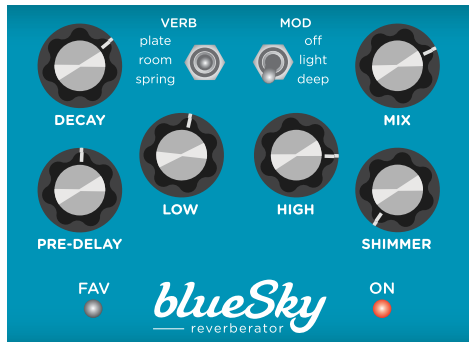 VERB
plate
room
spring
MOD
off
light
deep
DECAY
MIX
LOW
HIGH
PRE-DELAY
SHIMMER
FAV
ON
blueSky
reverberator